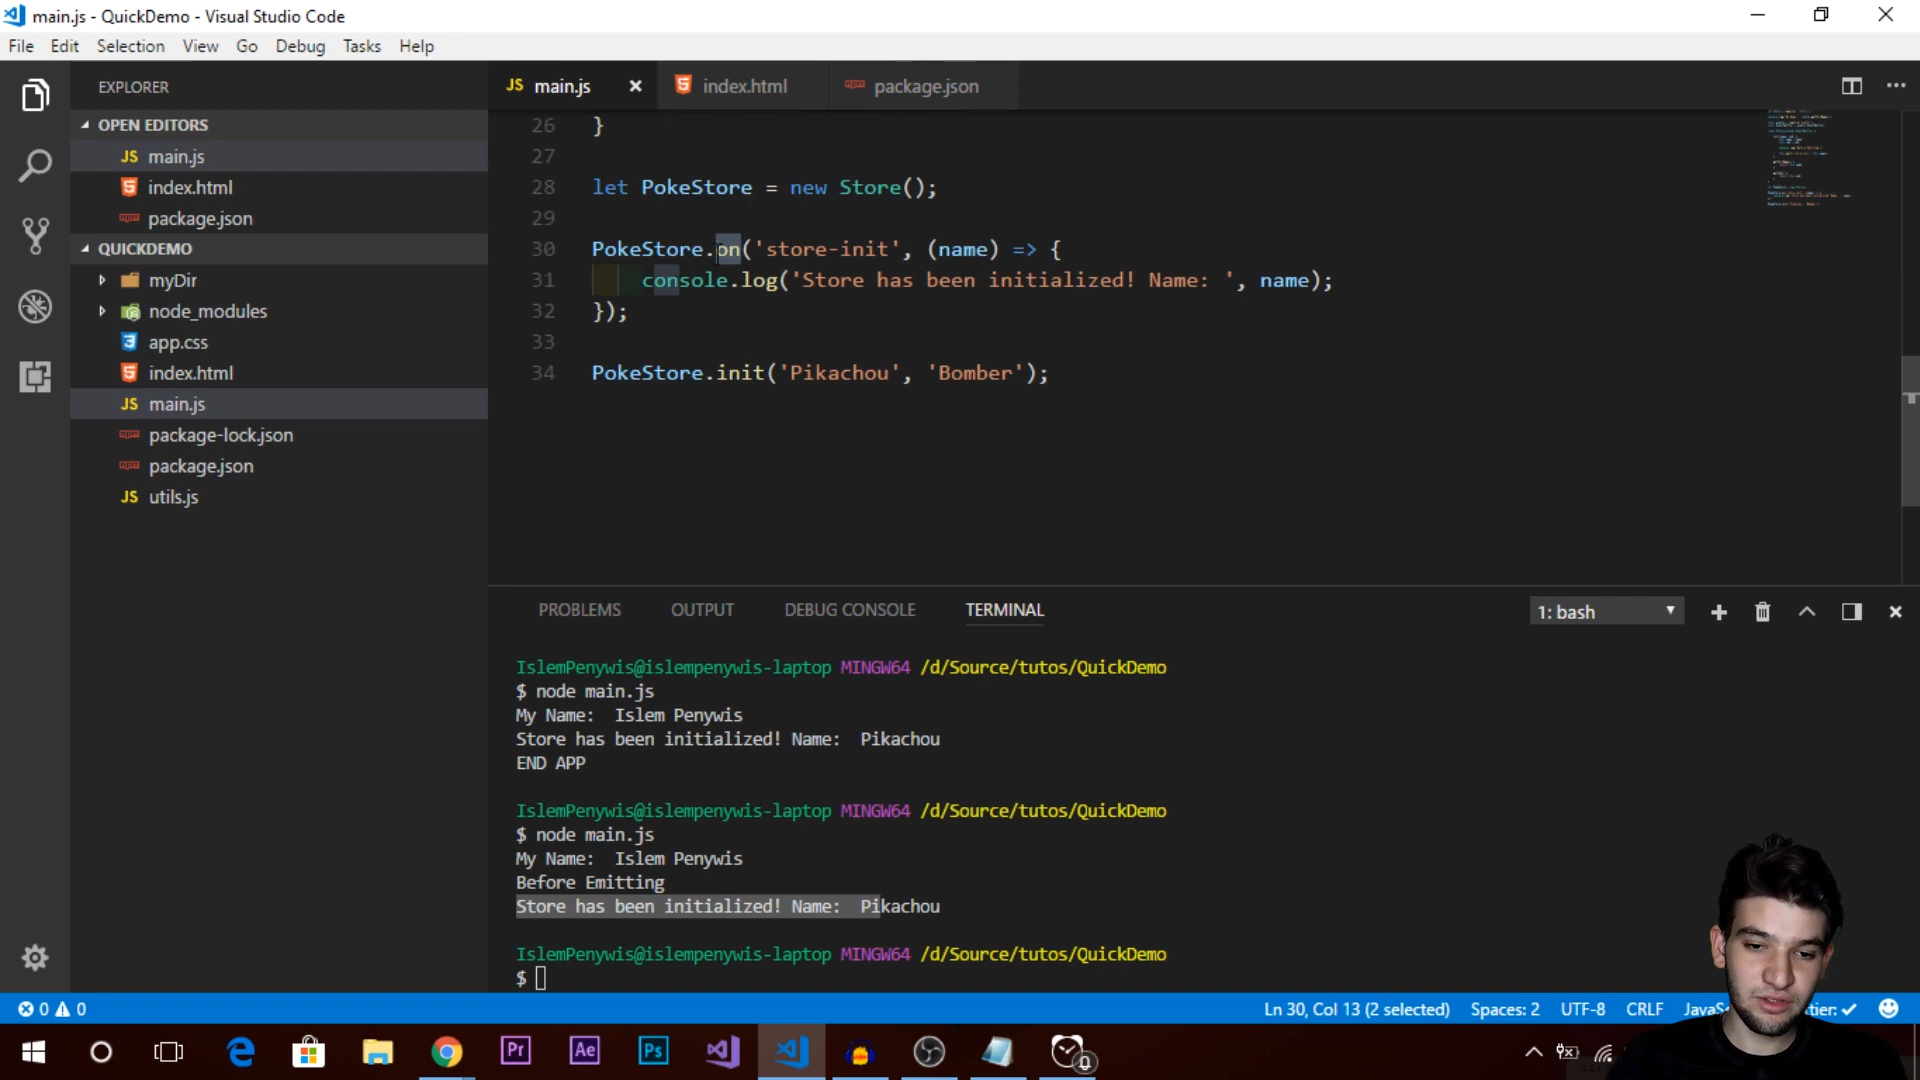 main.js - QuickDemo - Visual Studio Code
File Edit Selection View Go Debug Tasks Help
EXPLORER
OPEN EDITORS
JS main.js
index.html
package.json
QUICKDEMO
myDir
node_modules
app.css
index.html
JS main.js
package-lock.json
package.json
JS utils.js
JS main.js index.html package.json
26 }
27
28 let PokeStore = new Store();
29
30 PokeStore.on('store-init', (name) => {
31 console.log('Store has been initialized! Name: ', name);
32 });
33
34 PokeStore.init('Pikachou', 'Bomber');
PROBLEMS OUTPUT DEBUG CONSOLE TERMINAL 1: bash
IslemPenywis@islempenywis-laptop MINGW64 /d/Source/tutos/QuickDemo
$ node main.js
My Name:  Islem Penywis
Store has been initialized! Name:  Pikachou
END APP
IslemPenywis@islempenywis-laptop MINGW64 /d/Source/tutos/QuickDemo
$ node main.js
My Name:  Islem Penywis
Before Emitting
Store has been initialized! Name:  Pikachou
IslemPenywis@islempenywis-laptop MINGW64 /d/Source/tutos/QuickDemo
$
0 0 Ln 30, Col 13 (2 selected) Spaces: 2 UTF-8 CRLF
Pr Ae Ps